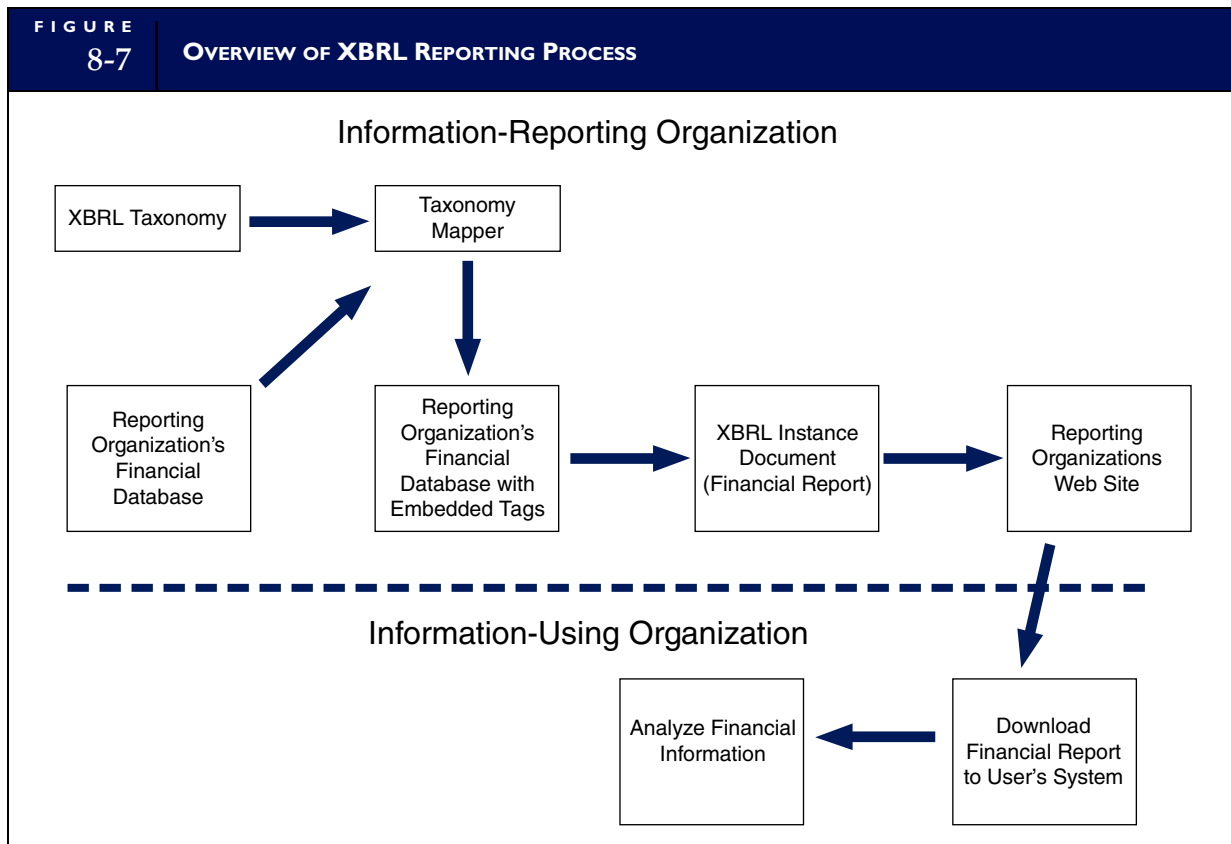 FIGURE
8-7
OVERVIEW OF XBRL REPORTING PROCESS
Information-Reporting Organization
XBRL Taxonomy
Taxonomy
Mapper
Reporting
Organization's
Financial
Database
Reporting
Organization's
Financial
Database with
Embedded Tags
XBRL Instance
Document
(Financial Report)
Reporting
Organizations
Web Site
Information-Using Organization
Analyze Financial
Information
Download
Financial Report
to User's System